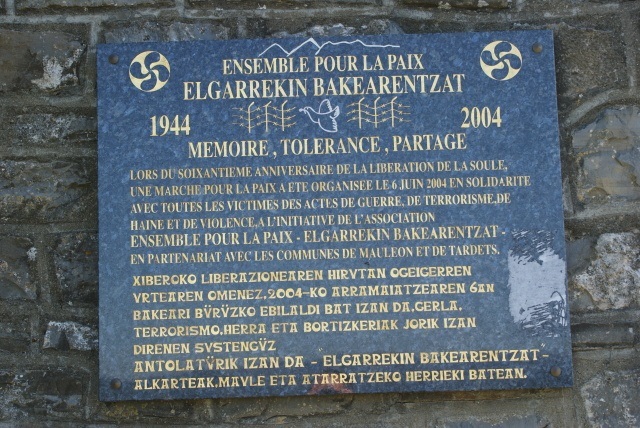 ENSEMBLE POUR LA PAIX
ELGARREKIN BAKEARENTZAT
1944 2004
MEMOIRE , TOLERANCE , PARTAGE
LORS DU SOIXANTIEME ANNIVERSAIRE DE LA LIBERATION DE LA SOULE,
UNE MARCHE POUR LA PAIX A ÉTÉ ORGANISEE LE 6 JUIN 2004 EN SOLIDARITE
AVEC TOUTES LES VICTIMES DES ACTES DE GUERRE, DE TERRORISME, DE
HAINE ET DE VIOLENCE, A L'INITIATIVE DE L'ASSOCIATION
ENSEMBLE POUR LA PAIX - ELGARREKIN BAKEARENTZAT -
EN PARTENARIAT AVEC LES COMMUNES DE MAULEON ET DE TARDETS.
XIBEROKO LIBERAZIONEAREN HIRUTAN OGEIGERREN
URTEAREN OMENEZ, 2004-KO ARRAMAIATZEAREN 6an
BAKEARI BÜRÜZKO EBILALDI BAT IZAN DA. GERLA,
TERRORISMO, HERRA ETA BORTIZKERIAK JORIK IZAN
DIRENEN SUSTENGÜZ
ANTOLATÜRIK IZAN DA - "ELGARREKIN BAKEARENTZAT"-
ALKARTEAK, MAULE ETA ATARRATZEKO HERRIEKI BATEAN.